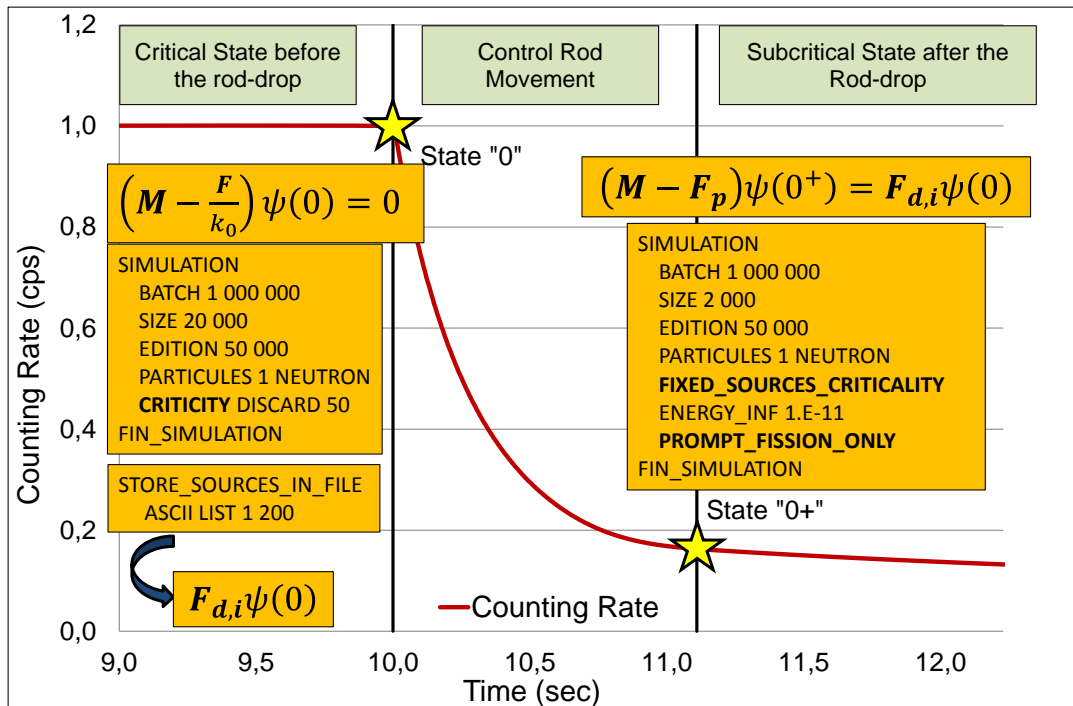 Critical State before
the rod-drop
Control Rod
Movement
Subcritical State after the
Rod-drop
State "0"
(M − F/k₀) ψ(0) = 0
SIMULATION
BATCH 1 000 000
SIZE 20 000
EDITION 50 000
PARTICULES 1 NEUTRON
CRITICITY DISCARD 50
FIN_SIMULATION
STORE_SOURCES_IN_FILE
ASCII LIST 1 200
F_{d,i}ψ(0)
(M − F_p)ψ(0⁺) = F_{d,i}ψ(0)
SIMULATION
BATCH 1 000 000
SIZE 2 000
EDITION 50 000
PARTICULES 1 NEUTRON
FIXED_SOURCES_CRITICALITY
ENERGY_INF 1.E-11
PROMPT_FISSION_ONLY
FIN_SIMULATION
State "0+"
Counting Rate
Counting Rate (cps)
1,2
1,0
0,8
0,6
0,4
0,2
0,0
9,0
9,5
10,0
10,5
11,0
11,5
12,0
Time (sec)